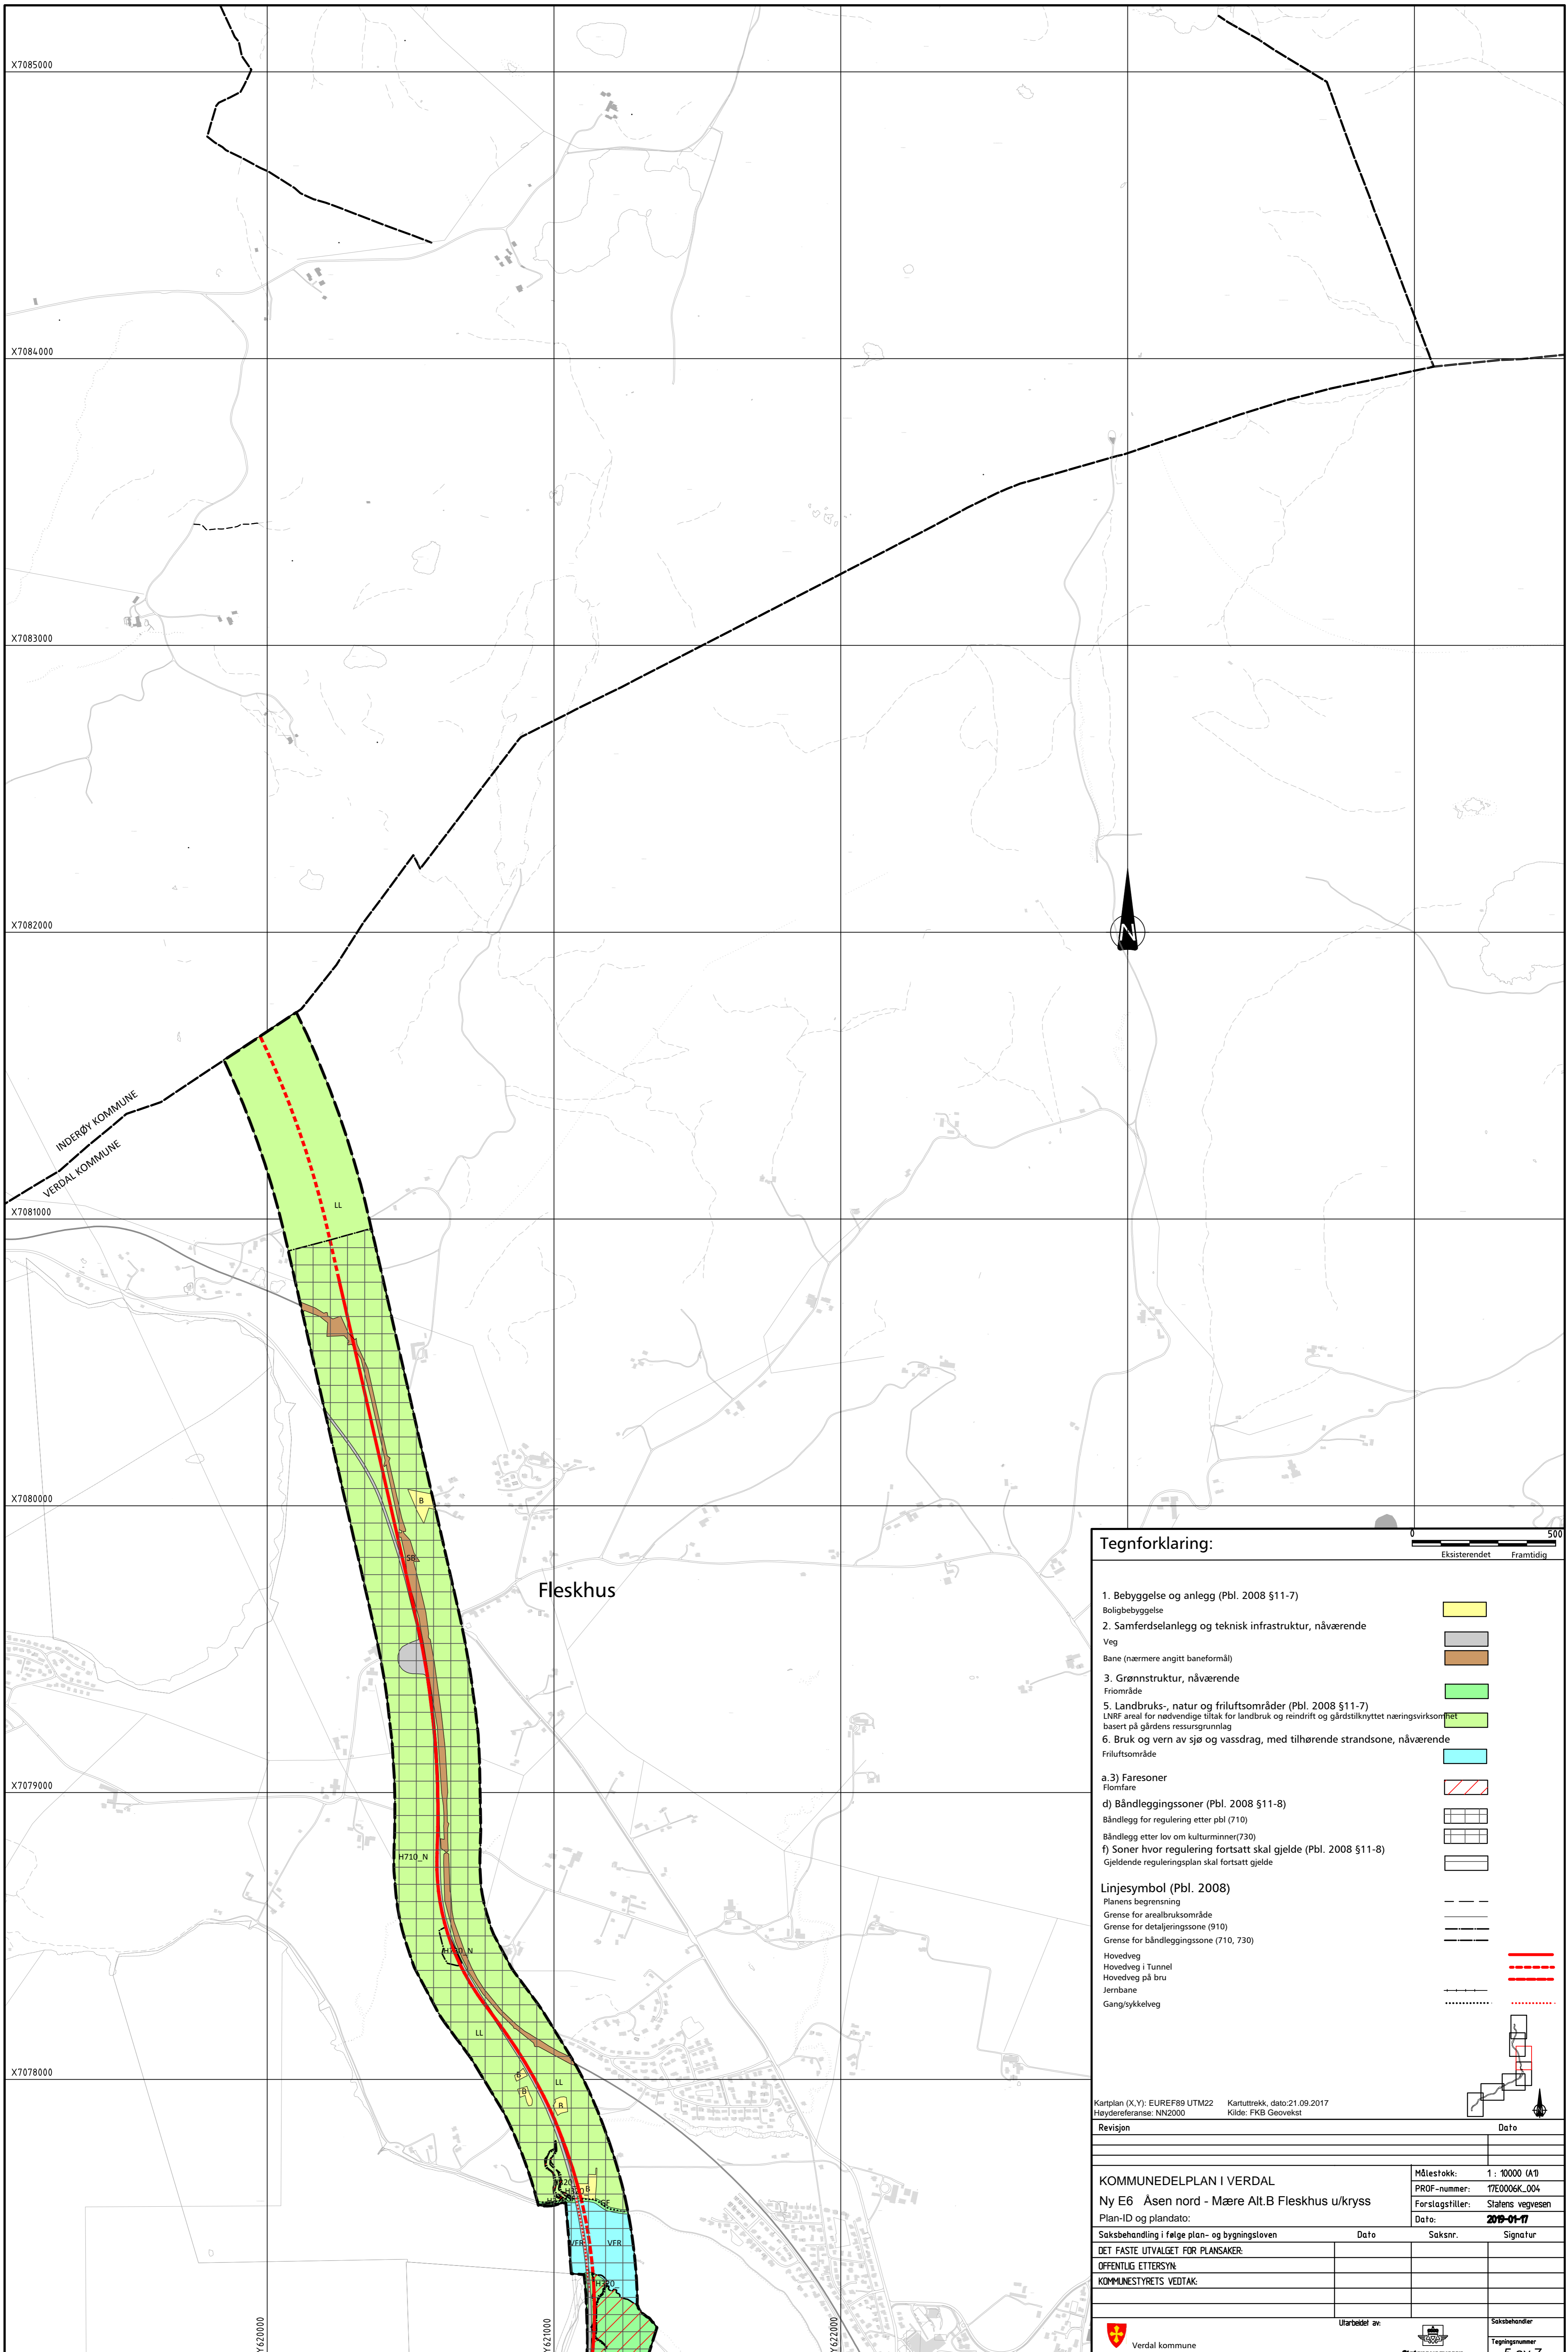 X7085000
X7084000
X7083000
X7082000
INDERØY KOMMUNE
VERDAL KOMMUNE
LL
X7081000
X7080000
B
SB
Fleskhus
X7079000
H710_N
LL
X7078000
LL
B
B
B
B
GF
VFR
VFR
H320_
Y620000
Y621000
Y622000
N
Tegnforklaring:
0
500
Eksisterendet
Framtidig
1. Bebyggelse og anlegg (Pbl. 2008 §11-7)
Boligbebyggelse
2. Samferdselanlegg og teknisk infrastruktur, nåværende
Veg
Bane (nærmere angitt baneformål)
3. Grønnstruktur, nåværende
Friområde
5. Landbruks-, natur og friluftsområder (Pbl. 2008 §11-7)
LNRF areal for nødvendige tiltak for landbruk og reindrift og gårdstilknyttet næringsvirksomhet
basert på gårdens ressursgrunnlag
6. Bruk og vern av sjø og vassdrag, med tilhørende strandsone, nåværende
Friluftsområde
a.3) Faresoner
Flomfare
d) Båndleggingssoner (Pbl. 2008 §11-8)
Båndlegg for regulering etter pbl (710)
Båndlegg etter lov om kulturminner(730)
f) Soner hvor regulering fortsatt skal gjelde (Pbl. 2008 §11-8)
Gjeldende reguleringsplan skal fortsatt gjelde
Linjesymbol (Pbl. 2008)
Planens begrensning
Grense for arealbruksområde
Grense for detaljeringssone (910)
Grense for båndleggingssone (710, 730)
Hovedveg
Hovedveg i Tunnel
Hovedveg på bru
Jernbane
Gang/sykkelveg
Kartplan (X,Y): EUREF89 UTM22 Kartuttrekk, dato:21.09.2017
Høydereferanse: NN2000 Kilde: FKB Geovekst
Revisjon Dato
KOMMUNEDELPLAN I VERDAL
Ny E6 Åsen nord - Mære Alt.B Fleskhus u/kryss
Plan-ID og plandato:
Målestokk: 1 : 10000 (A1)
PROF-nummer: 17E0006K_004
Forslagstiller: Statens vegvesen
Dato: 2019-01-17
Saksbehandling i følge plan- og bygningsloven Dato Saksnr. Signatur
DET FASTE UTVALGET FOR PLANSAKER:
OFFENTLIG ETTERSYN:
KOMMUNESTYRETS VEDTAK:
Verdal kommune
Utarbeidet av:
Saksbehandler
Tegningsnummer